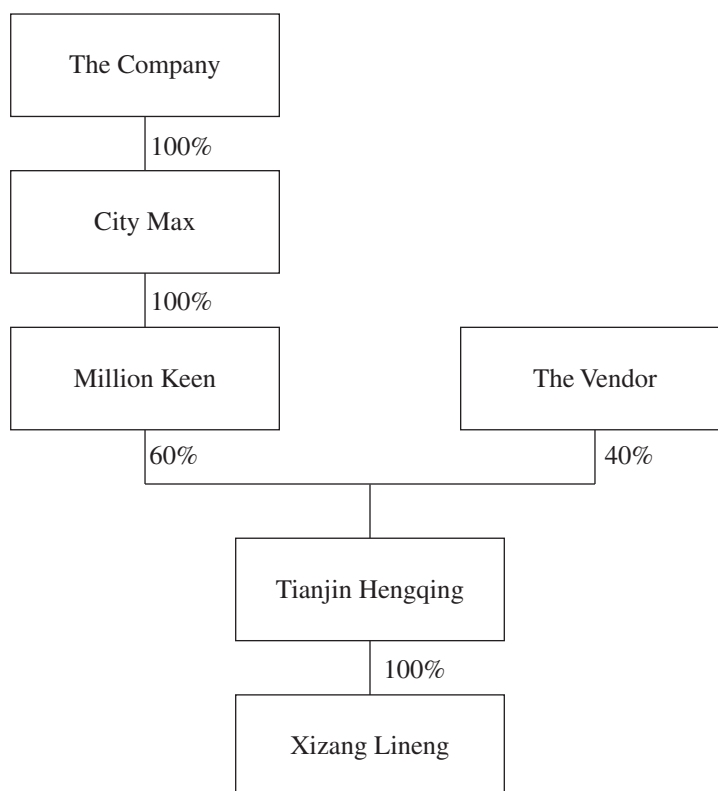 The Company
100%
City Max
100%
Million Keen
The Vendor
60%
40%
Tianjin Hengqing
100%
Xizang Lineng